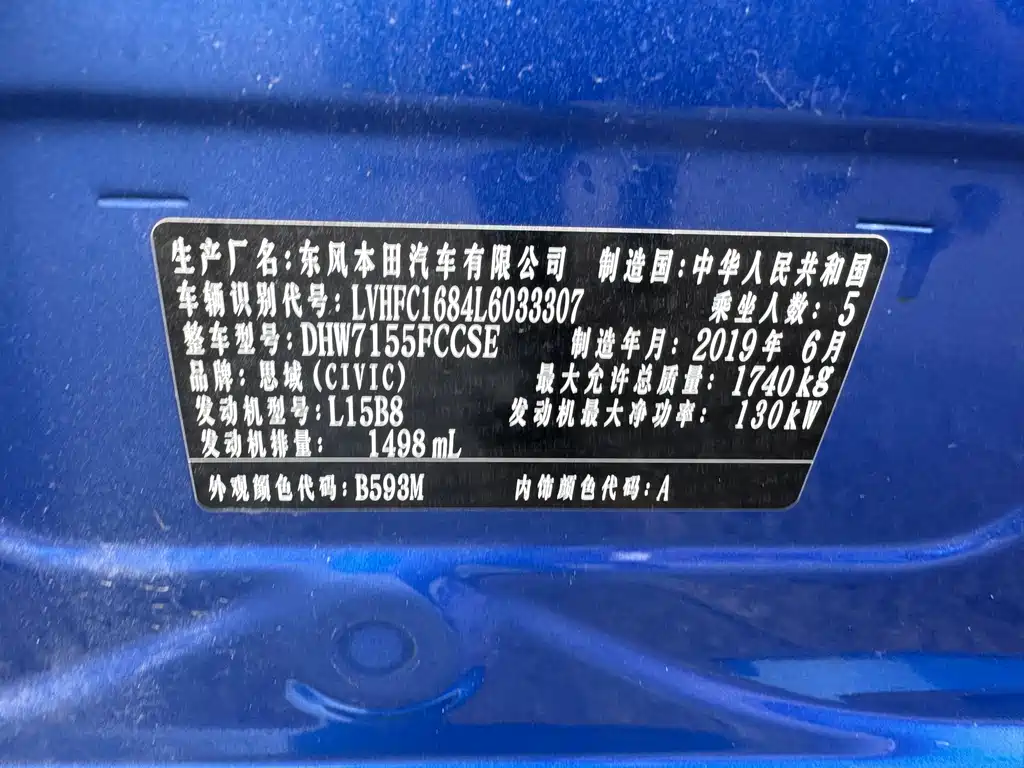 生产厂名:东风本田汽车有限公司 制造国:中华人民共和国
车辆识别代号:LVHFC1684L6033307 乘坐人数:5
整车型号:DHW7155FCCSE 制造年月:2019年 6月
品牌:思域(CIVIC) 最大允许总质量:1740kg
发动机型号:L15B8 发动机最大净功率:130kW
发动机排量: 1498mL
外观颜色代码:B593M 内饰颜色代码:A